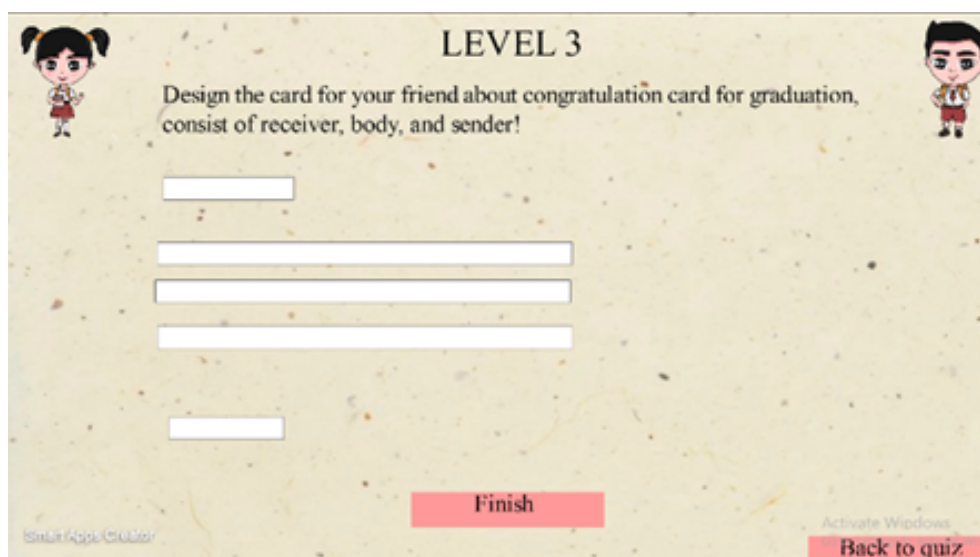 LEVEL 3
Design the card for your friend about congratulation card for graduation,
consist of receiver, body, and sender!
Finish
Smart Apps Creator
Activate Windows
Back to quiz